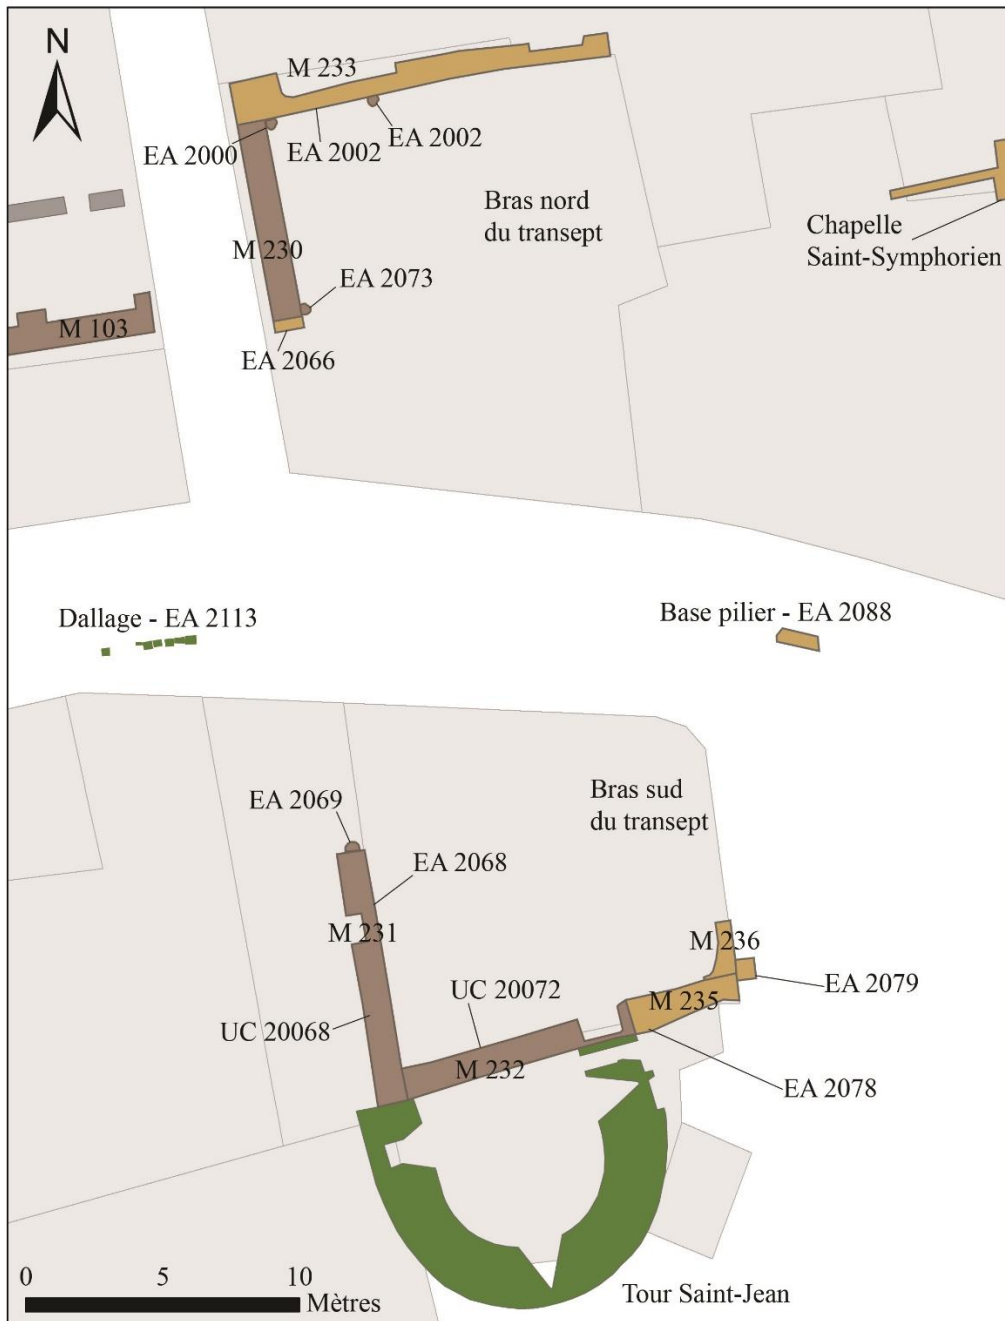 N
M 233
EA 2000
EA 2002
EA 2002
Bras nord
du transept
Chapelle
Saint-Symphorien
M 230
EA 2073
M 103
EA 2066
Dallage - EA 2113
Base pilier - EA 2088
Bras sud
du transept
EA 2069
EA 2068
M 231
M 236
UC 20072
M 235
EA 2079
UC 20068
M 232
EA 2078
0 5 10
Mètres
Tour Saint-Jean